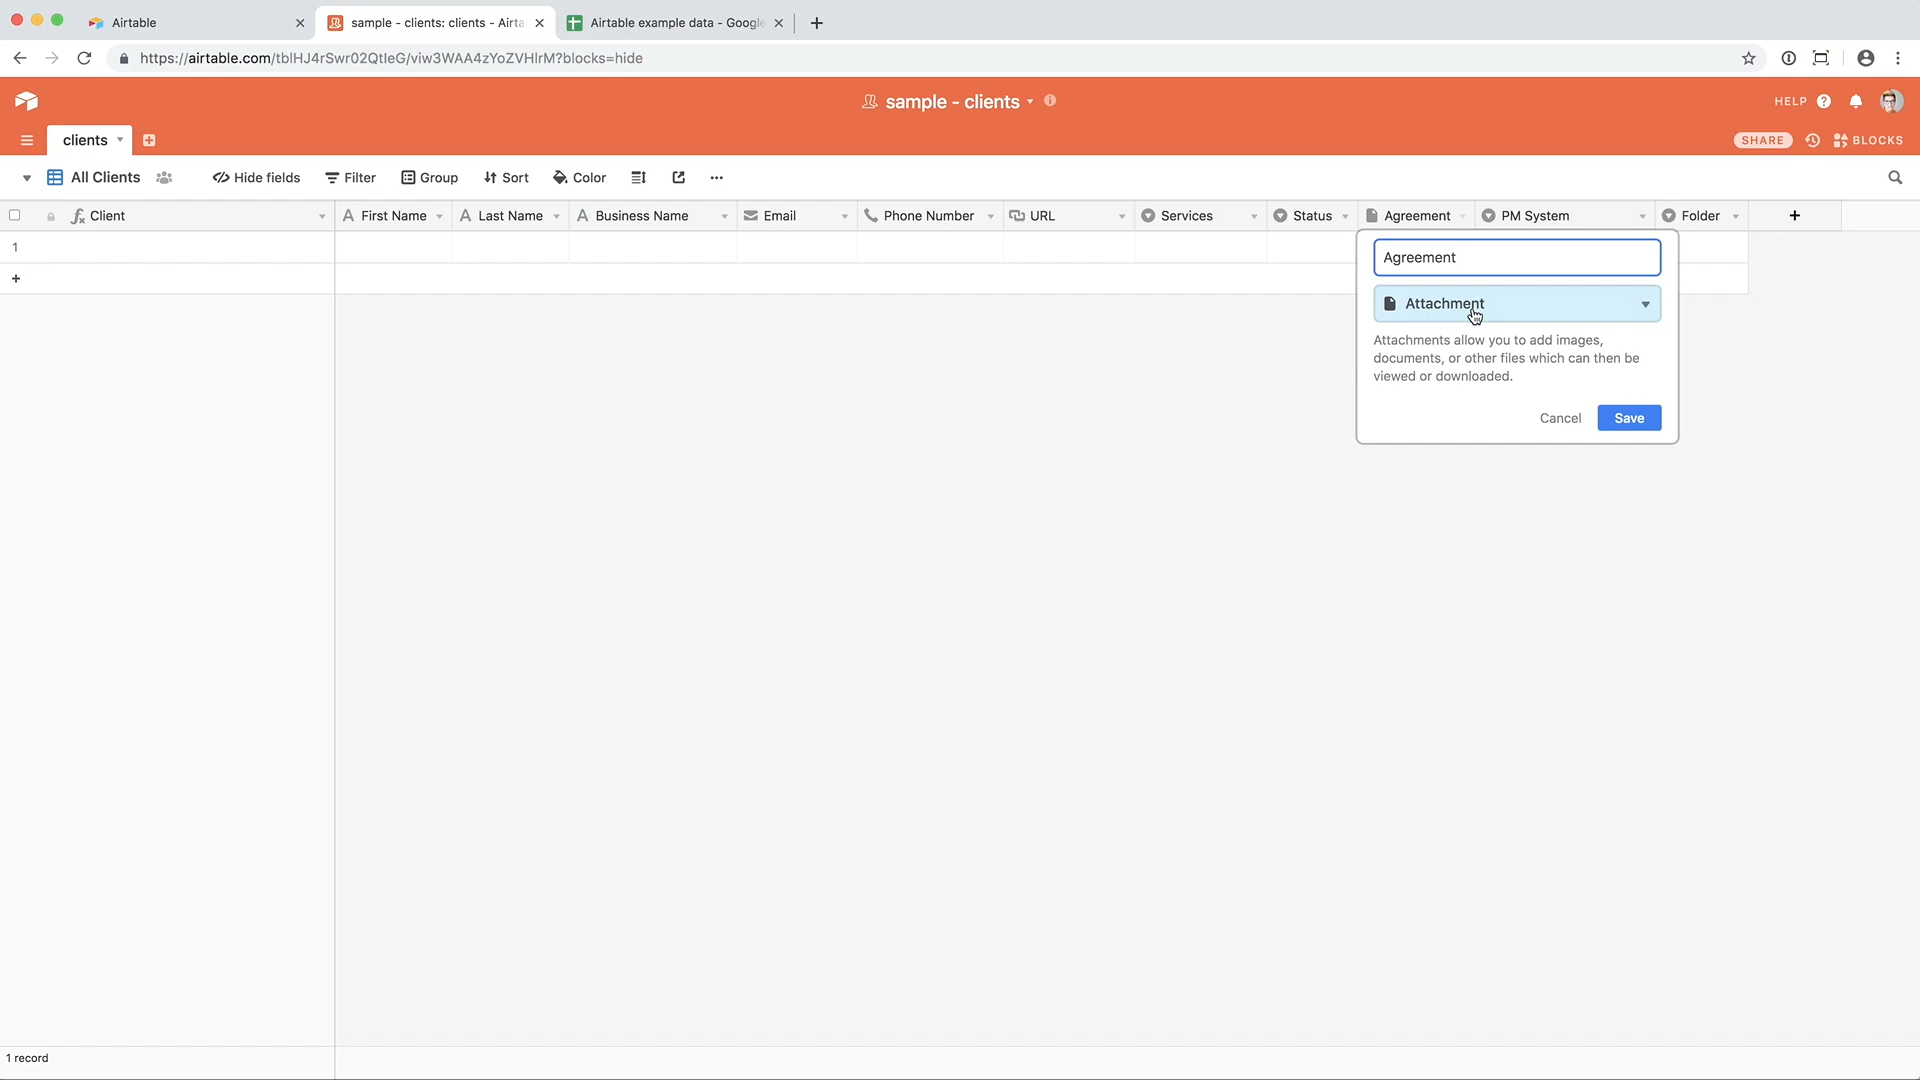 Airtable
sample - clients: clients - Airta
Airtable example data - Google
https://airtable.com/tblHJ4rSwr02QtIeG/viw3WAA4zYoZVHlrM?blocks=hide
sample - clients
HELP
clients
SHARE
BLOCKS
All Clients
Hide fields
Filter
Group
Sort
Color
Client
First Name
Last Name
Business Name
Email
Phone Number
URL
Services
Status
Agreement
PM System
Folder
1
Agreement
Attachment
Attachments allow you to add images,
documents, or other files which can then be
viewed or downloaded.
Cancel
Save
1 record